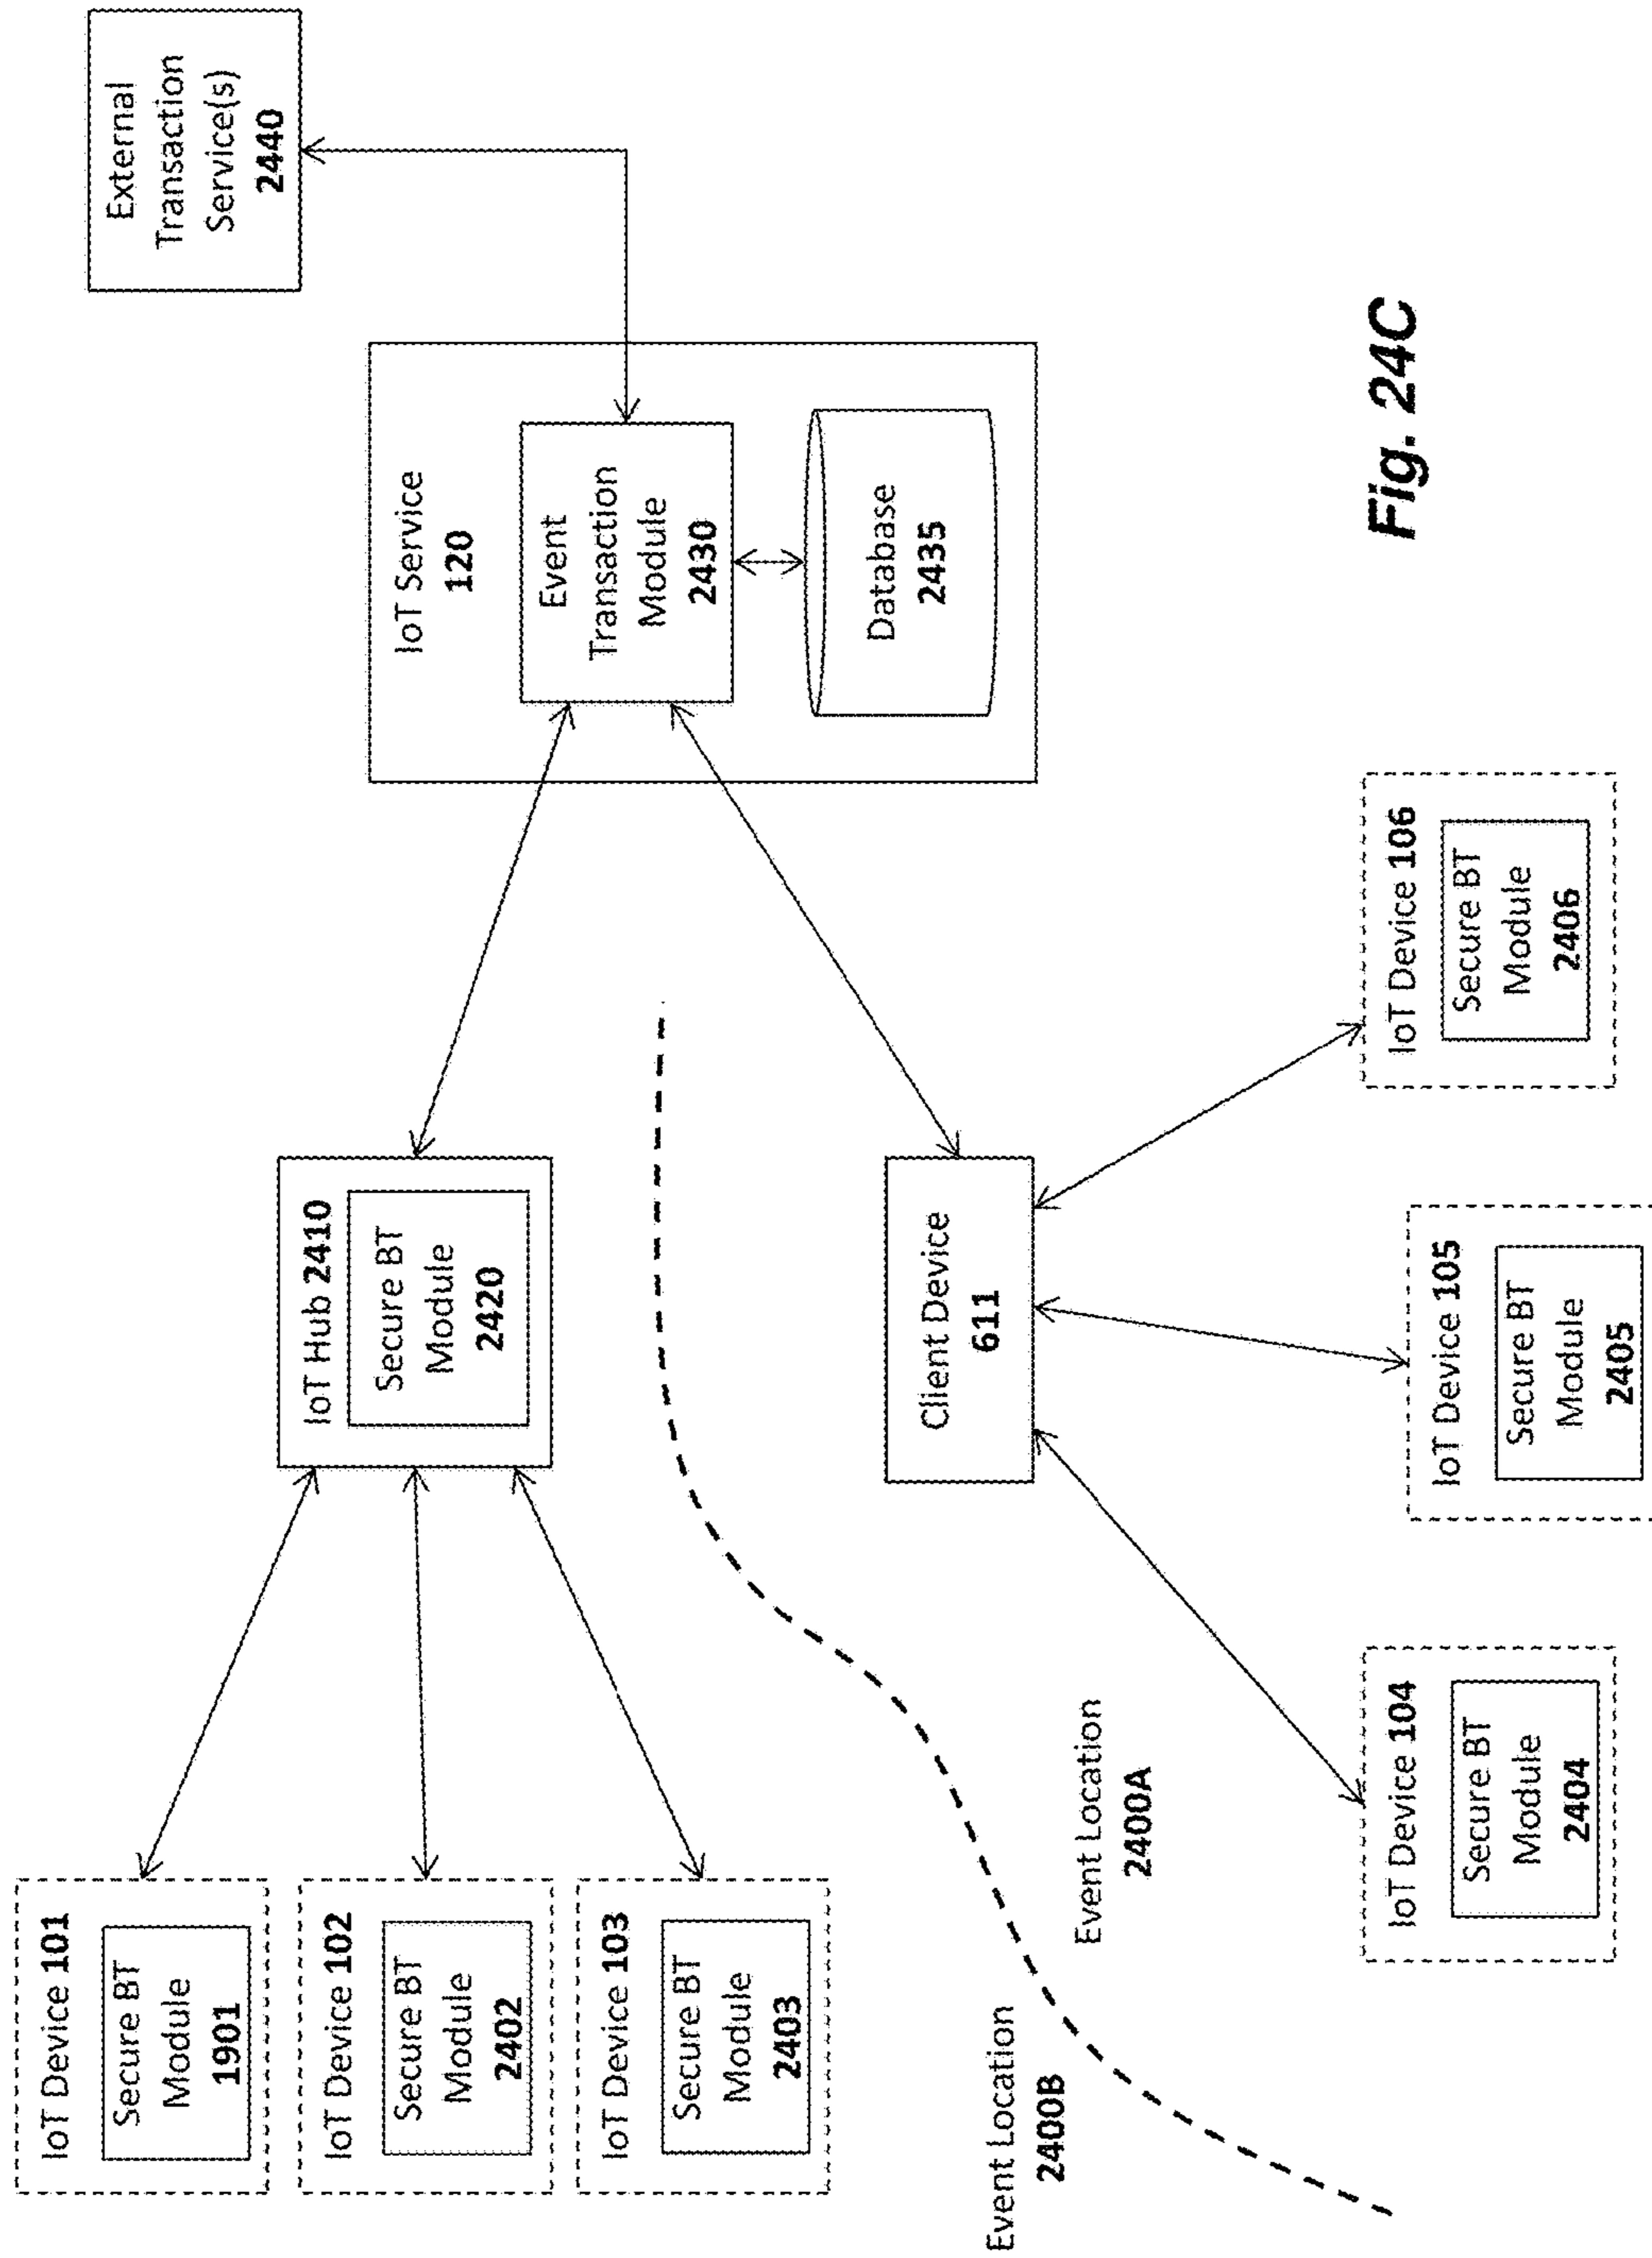 IoT Device 101
Secure BT
Module
1901
IoT Device 102
Secure BT
Module
2402
IoT Device 103
Secure BT
Module
2403
IoT Hub 2410
Secure BT
Module
2420
IoT Service
120
Event
Transaction
Module
2430
Database
2435
External
Transaction
Service(s)
2440
Event Location
2400B
Event Location
2400A
Client Device
611
IoT Device 104
Secure BT
Module
2404
IoT Device 105
Secure BT
Module
2405
IoT Device 106
Secure BT
Module
2406
Fig. 24C